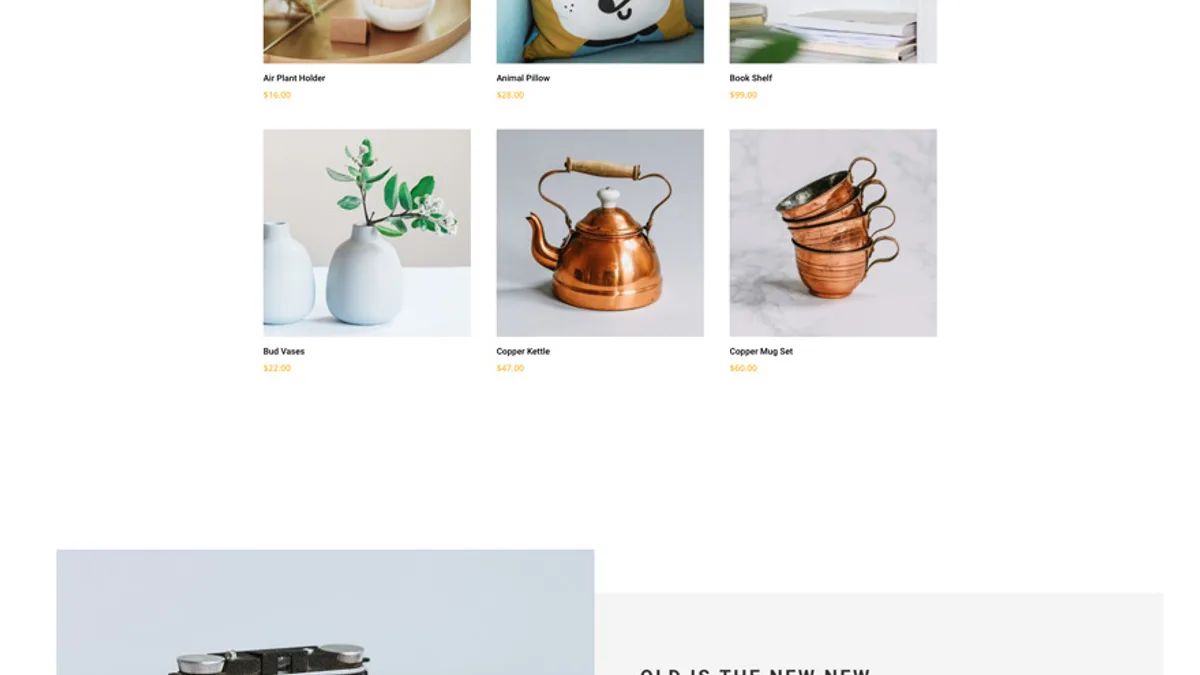 Air Plant Holder
$16.00
Animal Pillow
$28.00
Book Shelf
$99.00
Bud Vases
$22.00
Copper Kettle
$47.00
Copper Mug Set
$60.00
OLD IS THE NEW NEW